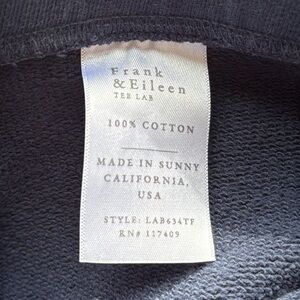 Frank
& Eileen
TEE LAB
100% COTTON
MADE IN SUNNY
CALIFORNIA,
USA
STYLE: LAB634TF
RN# 117409